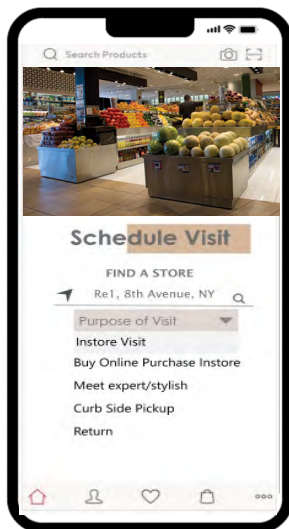 Search Products
Schedule Visit
FIND A STORE
Re1, 8th Avenue, NY
Purpose of Visit
Instore Visit
Buy Online Purchase Instore
Meet expert/stylish
Curb Side Pickup
Return